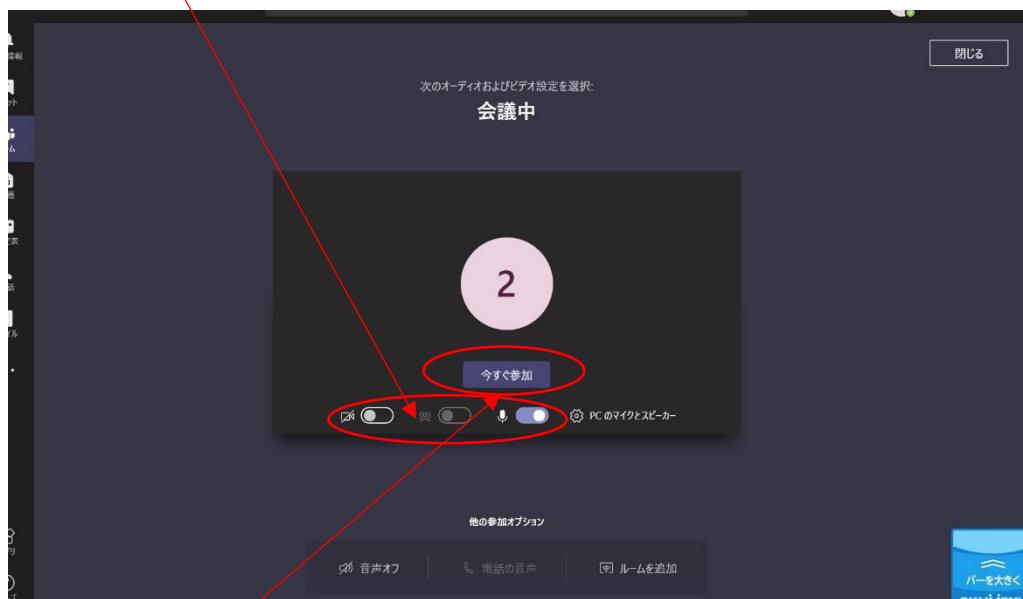 閉じる
次のオーディオおよびビデオ設定を選択:
会議中
2
今すぐ参加
PC のマイクとスピーカー
他の参加オプション
音声オフ
電話の音声
ルームを追加
バーを大きく